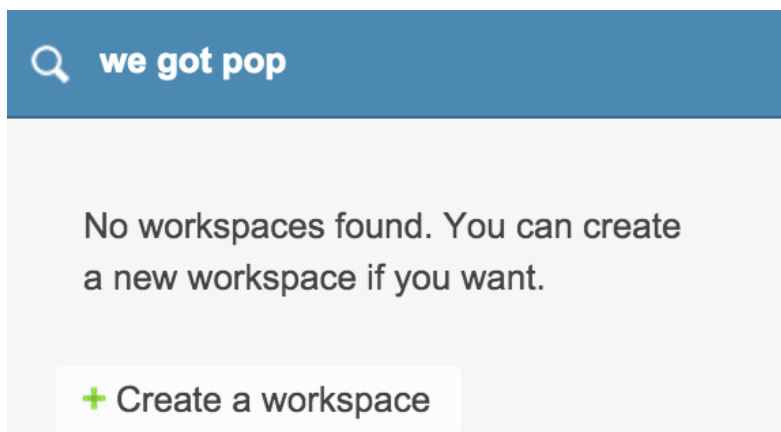 we got pop
No workspaces found. You can create
a new workspace if you want.
+ Create a workspace